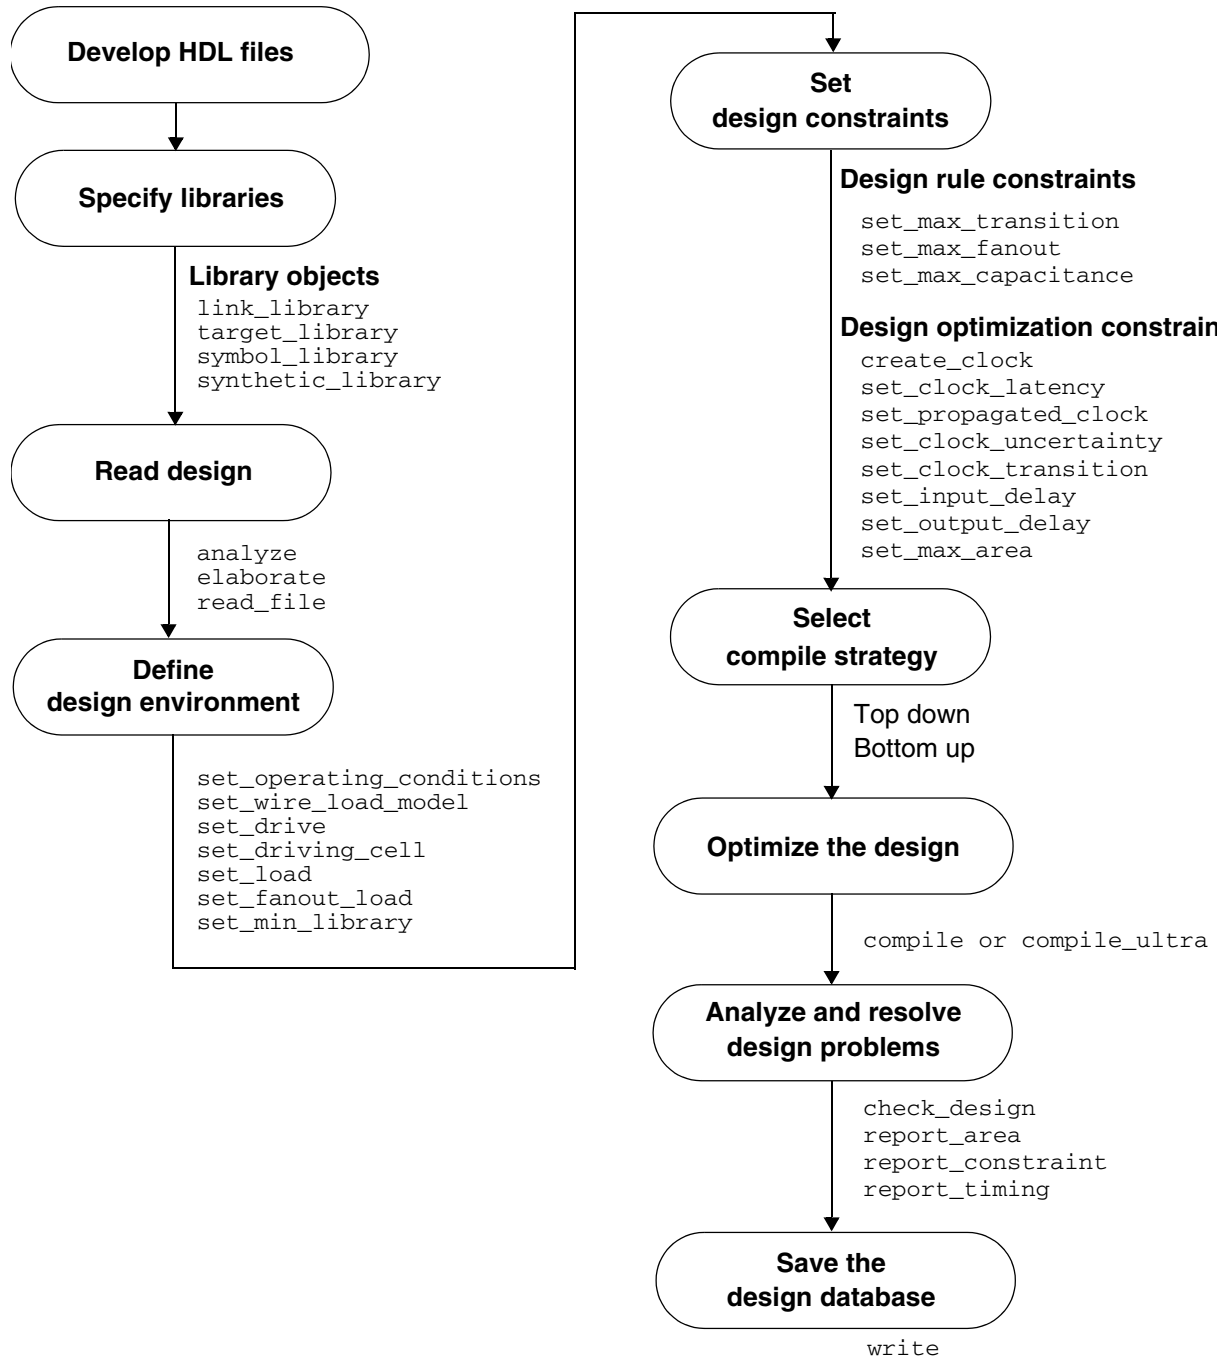 Develop HDL files
Specify libraries
Library objects
link_library
target_library
symbol_library
synthetic_library
Read design
analyze
elaborate
read_file
Define
design environment
set_operating_conditions
set_wire_load_model
set_drive
set_driving_cell
set_load
set_fanout_load
set_min_library
Set
design constraints
Design rule constraints
set_max_transition
set_max_fanout
set_max_capacitance
Design optimization constrain
create_clock
set_clock_latency
set_propagated_clock
set_clock_uncertainty
set_clock_transition
set_input_delay
set_output_delay
set_max_area
Select
compile strategy
Top down
Bottom up
Optimize the design
compile or compile_ultra
Analyze and resolve
design problems
check_design
report_area
report_constraint
report_timing
Save the
design database
write